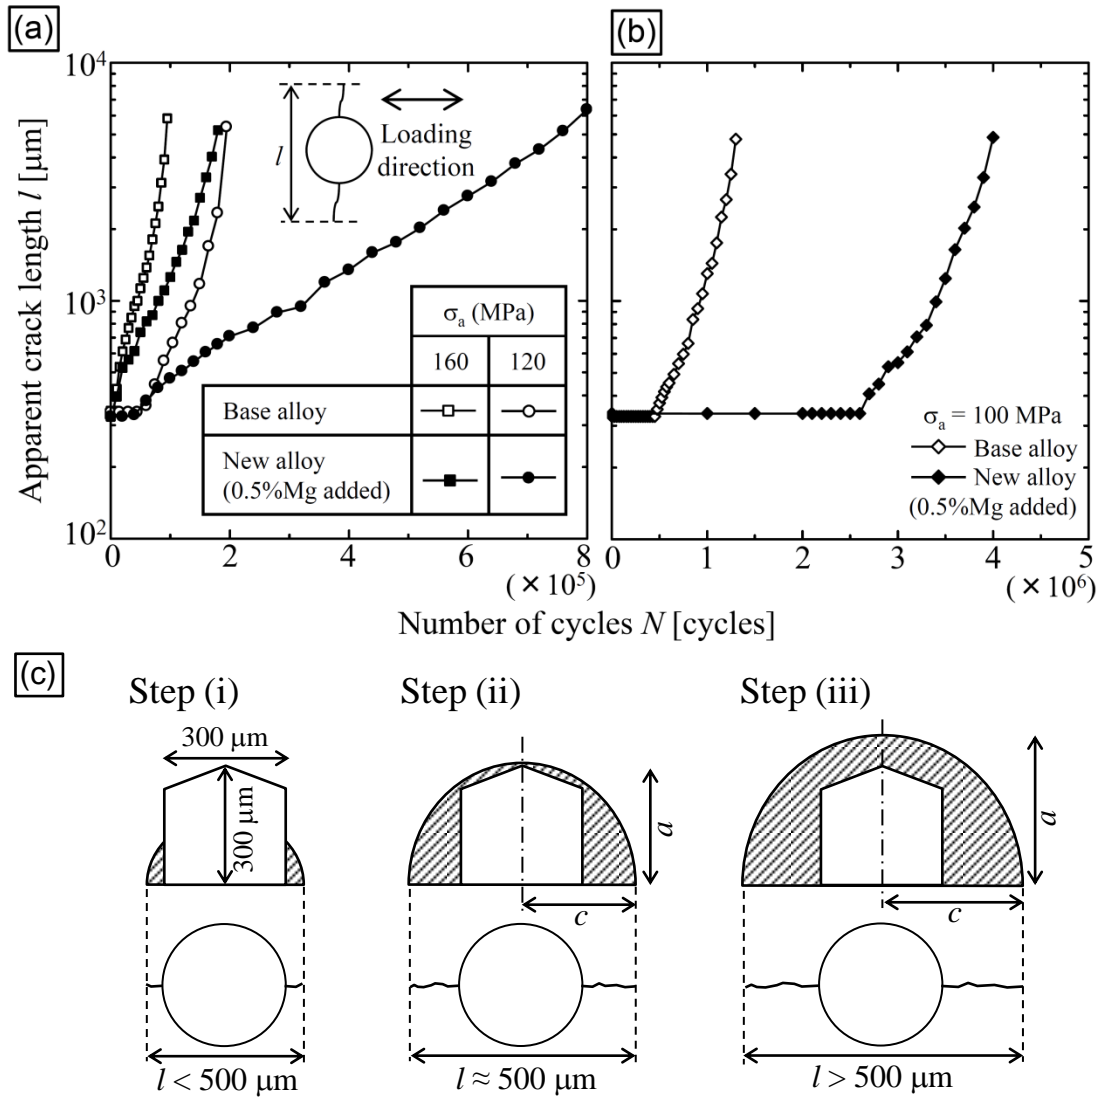 (a)
(b)
10⁴
10³
10²
Apparent crack length l [μm]
l
Loading
direction
σa (MPa)
160 120
Base alloy
New alloy
(0.5%Mg added)
0 2 4 6 8
(×10⁵)
σa = 100 MPa
Base alloy
New alloy
(0.5%Mg added)
0 1 2 3 4 5
(×10⁶)
Number of cycles N [cycles]
(c)
Step (i)
Step (ii)
Step (iii)
300 μm
300 μm
a
c
a
c
l < 500 μm
l ≈ 500 μm
l > 500 μm